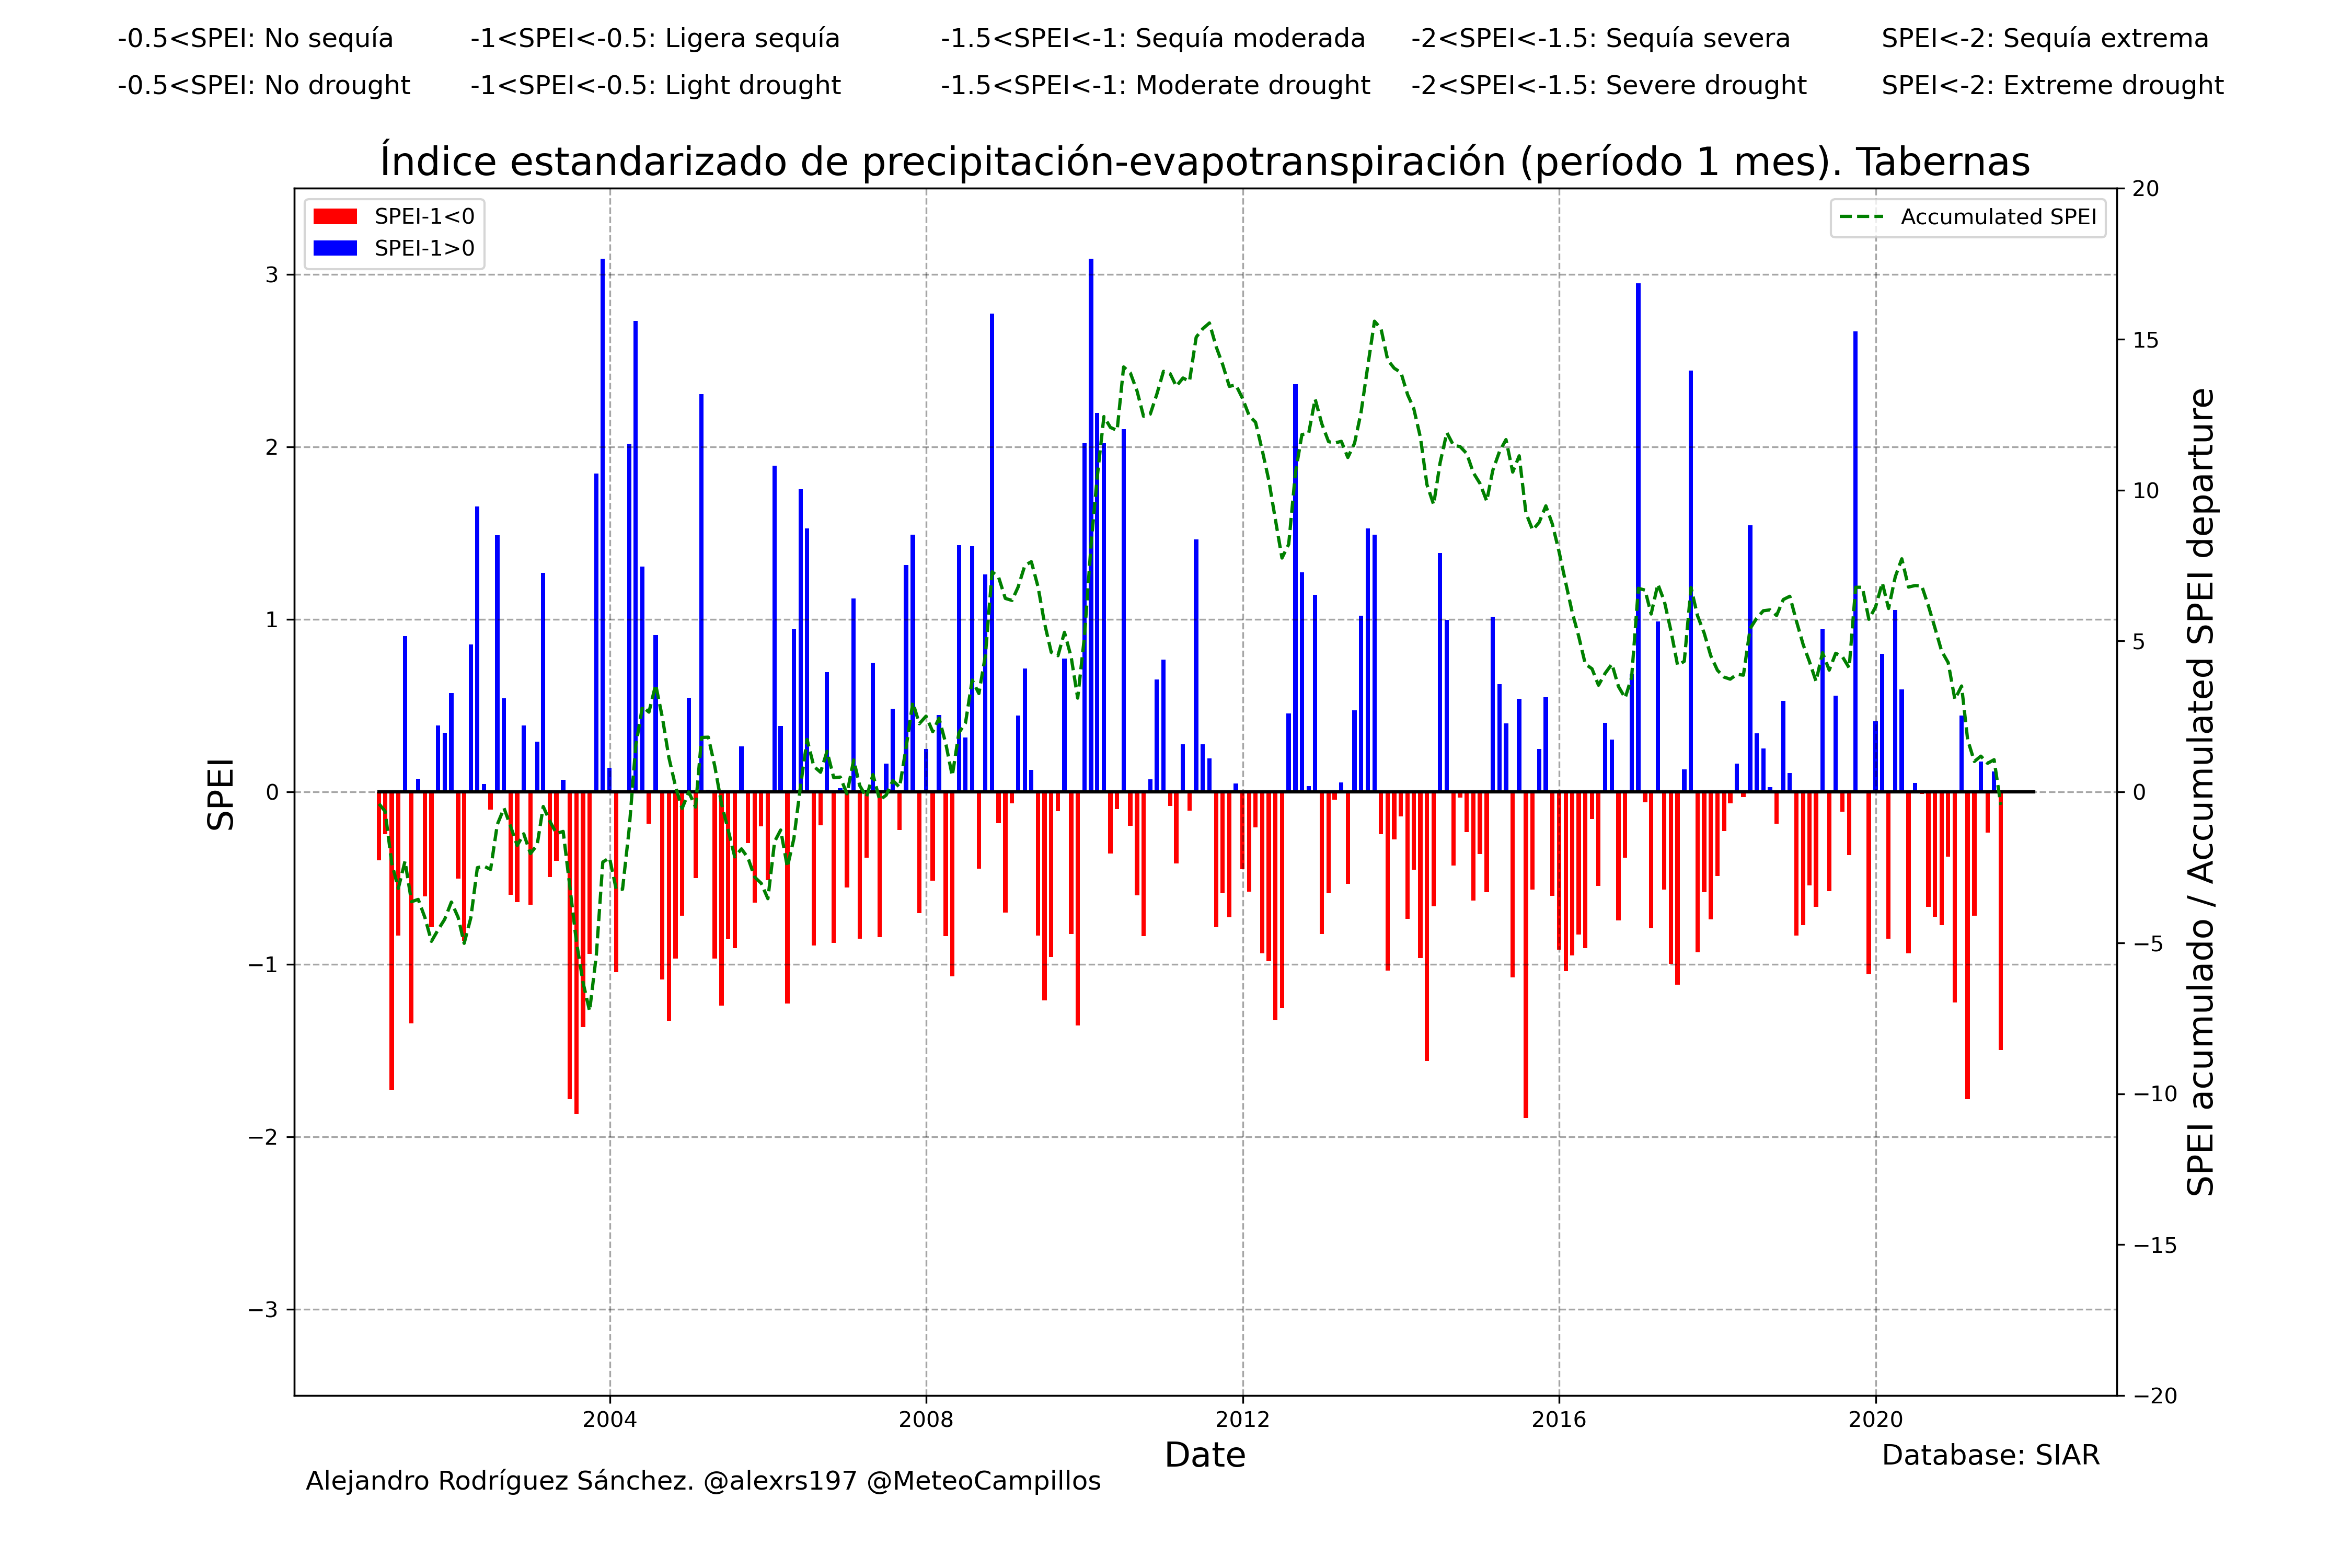 -0.5<SPEI: No sequía -1<SPEI<-0.5: Ligera sequía -1.5<SPEI<-1: Sequía moderada -2<SPEI<-1.5: Sequía severa SPEI<-2: Sequía extrema
-0.5<SPEI: No drought -1<SPEI<-0.5: Light drought -1.5<SPEI<-1: Moderate drought -2<SPEI<-1.5: Severe drought SPEI<-2: Extreme drought
Índice estandarizado de precipitación-evapotranspiración (período 1 mes). Tabernas
SPEI-1<0
SPEI-1>0
Accumulated SPEI
SPEI
3
2
1
0
−1
−2
−3
20
15
10
5
0
−5
−10
−15
−20
SPEI acumulado / Accumulated SPEI departure
2004 2008 2012 2016 2020
Date
Database: SIAR
Alejandro Rodríguez Sánchez. @alexrs197 @MeteoCampillos